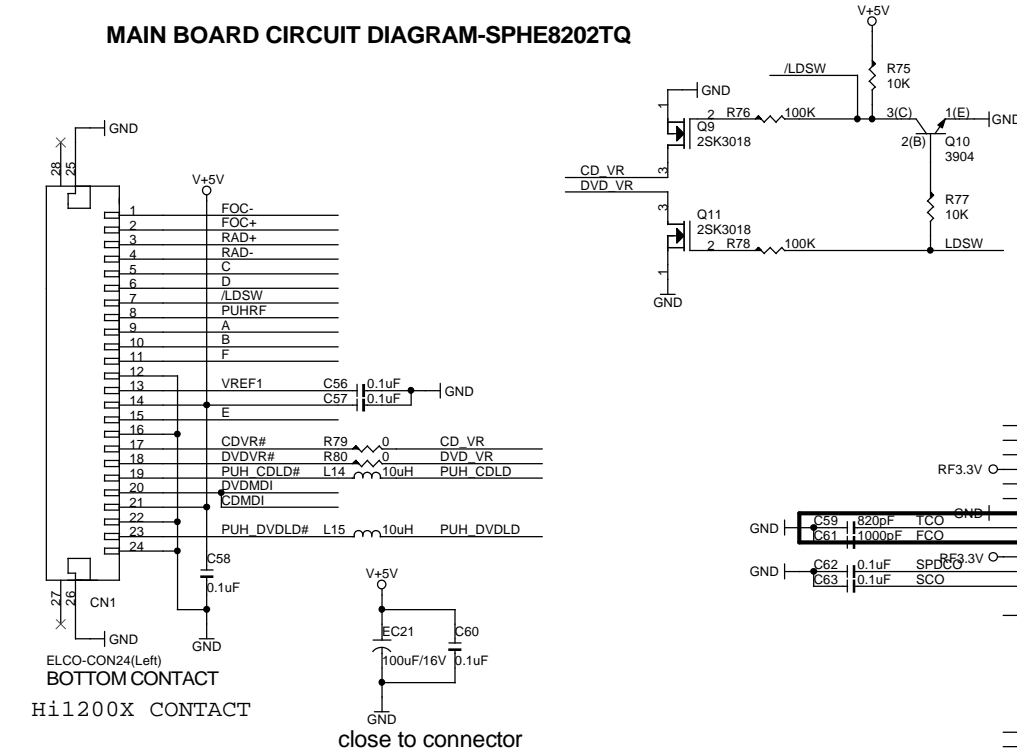 MAIN BOARD CIRCUIT DIAGRAM-SPHE8202TQ
V+5V
/LDSW
R75
10K
GND
1
2
R76
100K
3(C)
1(E)
GND
Q9
2SK3018
2(B)
Q10
3904
3
CD_VR
DVD_VR
3
R77
10K
Q11
2SK3018
2
R78
100K
LDSW
1
GND
GND
28
25
V+5V
1 FOC-
2 FOC+
3 RAD+
4 RAD-
5 C
6 D
7 /LDSW
8 PUHRF
9 A
10 B
11 F
12
13 VREF1 C56 0.1uF GND
14 C57 0.1uF
15 E
16
17 CDVR# R79 0 CD_VR
18 DVDVR# R80 0 DVD_VR
19 PUH_CDLD# L14 10uH PUH_CDLD
20 DVDMDI
21 CDMDI
22
23 PUH_DVDLD# L15 10uH PUH_DVDLD
24
C58
0.1uF
27
26
CN1
GND
GND
ELCO-CON24(Left)
BOTTOM CONTACT
Hi1200X CONTACT
V+5V
EC21
100uF/16V
C60
0.1uF
GND
close to connector
RF3.3V
GND
GND
C59 820pF TCO
C61 1000pF FCO
RF3.3V
GND
C62 0.1uF SPDCO
C63 0.1uF SCO